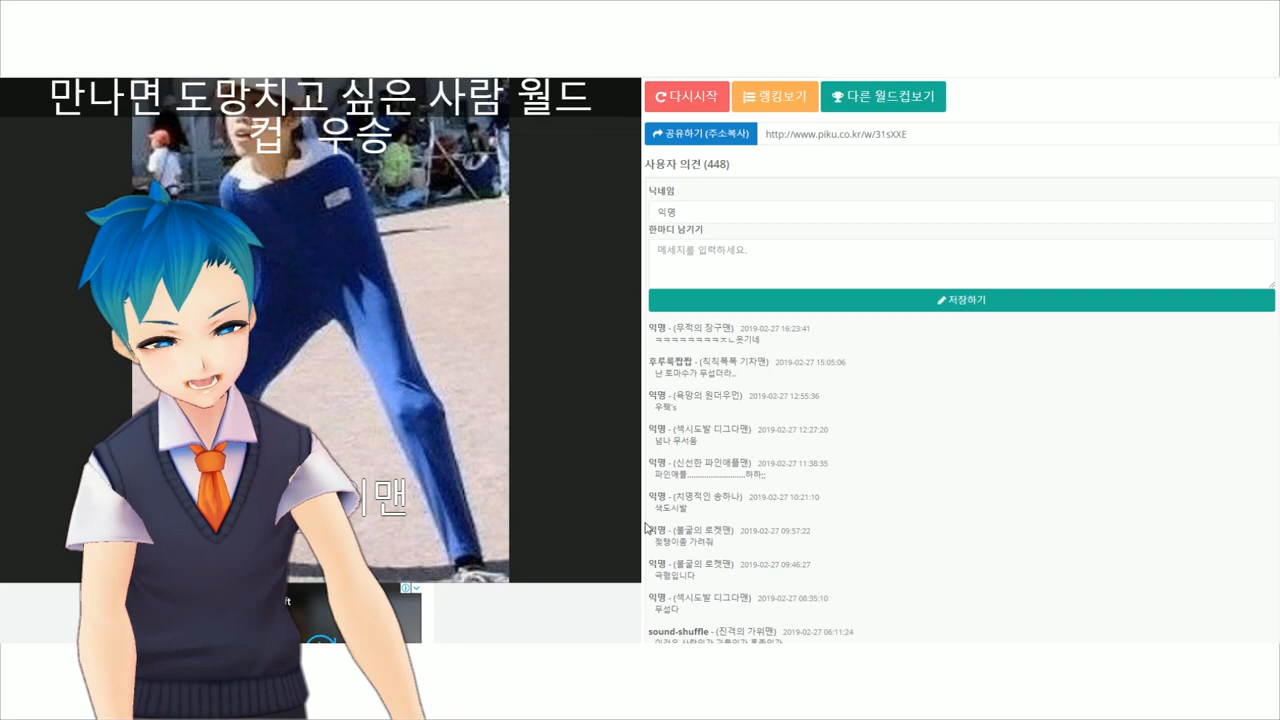 만나면 도망치고 싶은 사람 월드
컵 우승
다시시작
랭킹보기
다른 월드컵보기
공유하기 (주소복사)
http://www.piku.co.kr/w/31sXXE
사용자 의견 (448)
닉네임
익명
한마디 남기기
메세지를 입력하세요.
저장하기
익명 - (무적의 장구맨) 2019-02-27 16:23:41
ㅋㅋㅋㅋㅋㅋㅋㅋㅈㄴ웃기네
후루룩짭짭 - (칙칙폭폭 기차맨) 2019-02-27 15:05:06
난 토마수가 무섭더라..
익명 - (욕망의 원더우먼) 2019-02-27 12:55:36
우웩's
익명 - (섹시도발 디그다맨) 2019-02-27 12:27:20
넘나 무서움
익명 - (신선한 파인애플맨) 2019-02-27 11:38:35
파인애플..........................하하;;
익명 - (치명적인 송하나) 2019-02-27 10:21:10
색도시발
익명 - (불굴의 로켓맨) 2019-02-27 09:57:22
젖탱이좀 가려줘
익명 - (불굴의 로켓맨) 2019-02-27 09:46:27
극혐입니다
익명 - (섹시도발 디그다맨) 2019-02-27 08:35:10
무섭다
sound-shuffle - (진격의 가위맨) 2019-02-27 06:11:24
맨